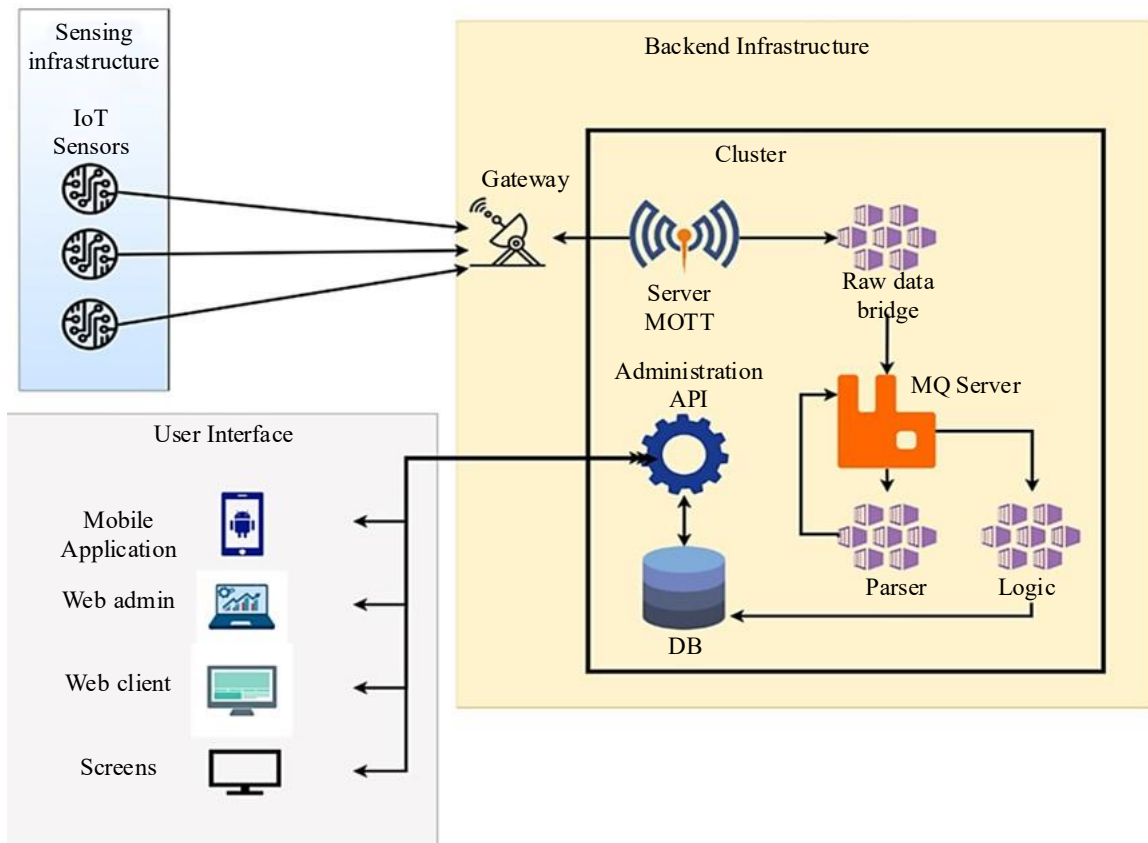 Sensing
infrastructure
IoT
Sensors
Backend Infrastructure
Cluster
Gateway
Server
MOTT
Raw data
bridge
Administration
API
MQ Server
Parser
Logic
DB
User Interface
Mobile
Application
Web admin
Web client
Screens